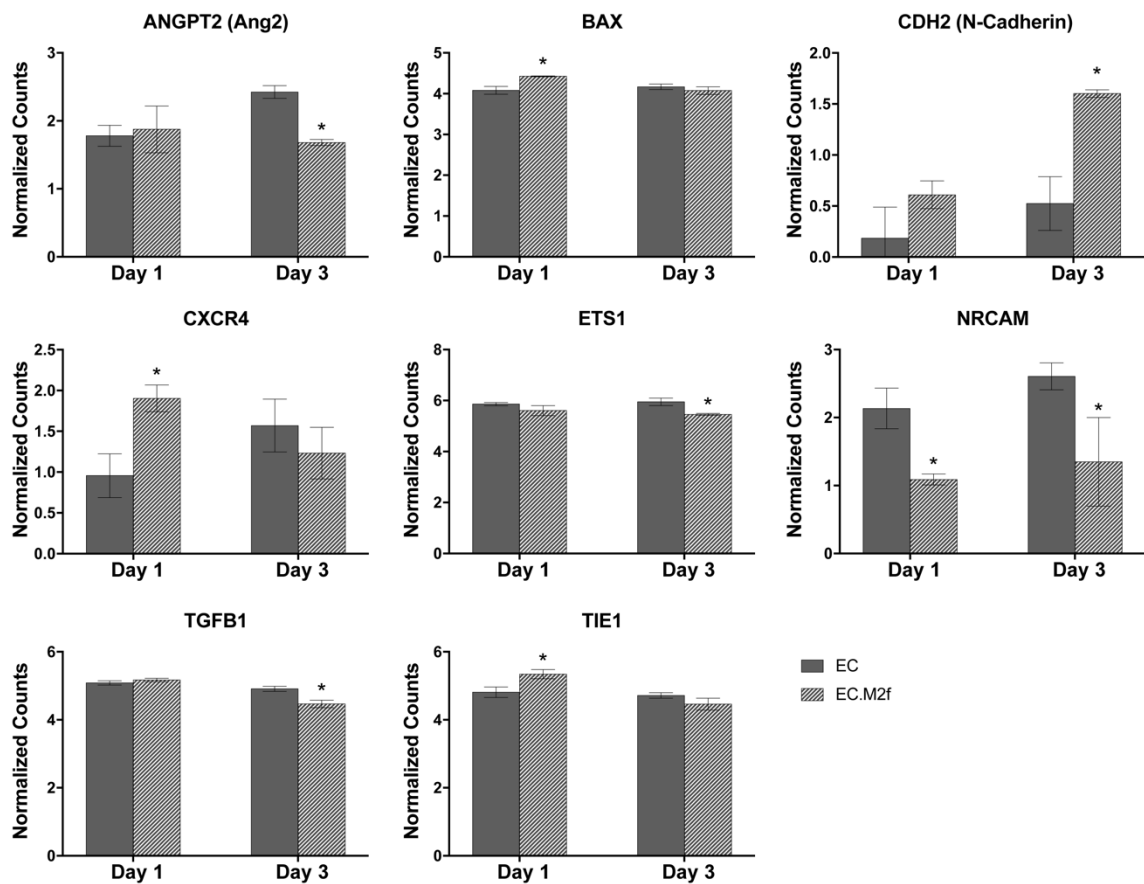 ANGPT2 (Ang2)
Normalized Counts
3
2
1
0
*
Day 1 Day 3
BAX
Normalized Counts
5
4
3
2
1
0
*
Day 1 Day 3
CDH2 (N-Cadherin)
Normalized Counts
2.0
1.5
1.0
0.5
0.0
*
Day 1 Day 3
CXCR4
Normalized Counts
2.5
2.0
1.5
1.0
0.5
0.0
*
Day 1 Day 3
ETS1
Normalized Counts
8
6
4
2
0
*
Day 1 Day 3
NRCAM
Normalized Counts
3
2
1
0
*
*
Day 1 Day 3
TGFB1
Normalized Counts
6
4
2
0
*
Day 1 Day 3
TIE1
Normalized Counts
6
4
2
0
*
Day 1 Day 3
EC
EC.M2f